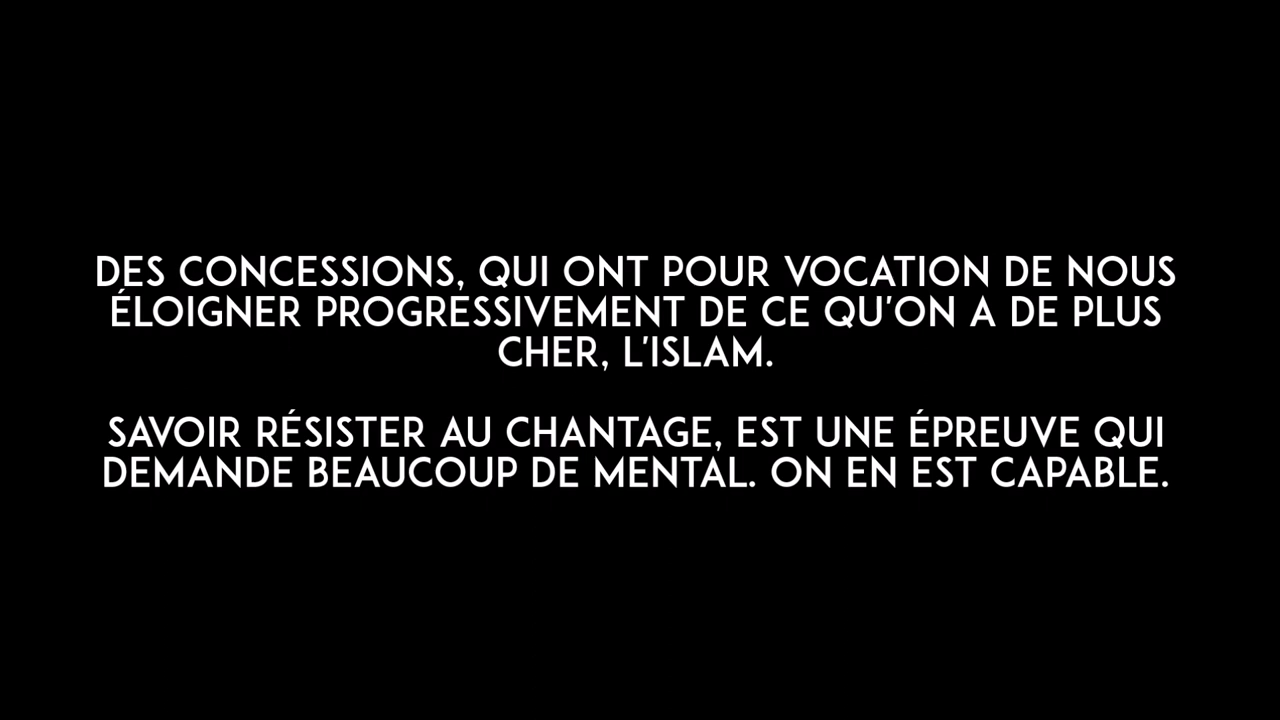 DES CONCESSIONS, QUI ONT POUR VOCATION DE NOUS
ÉLOIGNER PROGRESSIVEMENT DE CE QU'ON A DE PLUS
CHER, L'ISLAM.
SAVOIR RÉSISTER AU CHANTAGE, EST UNE ÉPREUVE QUI
DEMANDE BEAUCOUP DE MENTAL. ON EN EST CAPABLE.